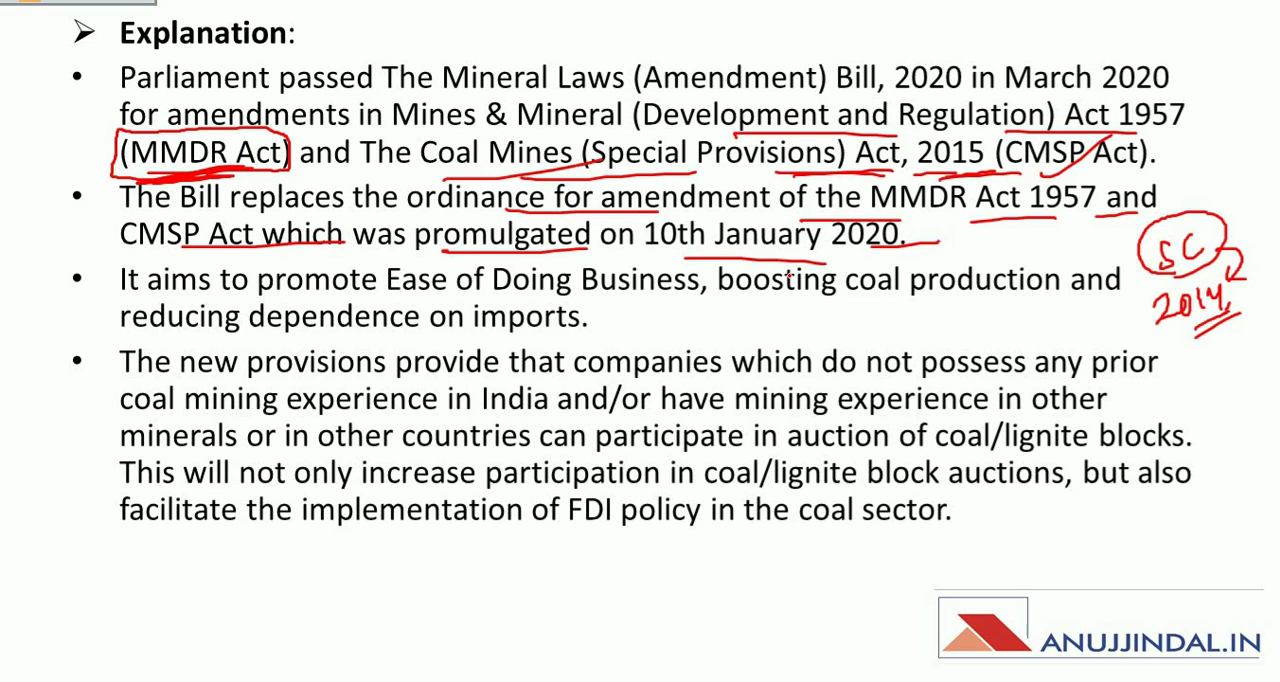 ➤ Explanation:
• Parliament passed The Mineral Laws (Amendment) Bill, 2020 in March 2020
for amendments in Mines & Mineral (Development and Regulation) Act 1957
(MMDR Act) and The Coal Mines (Special Provisions) Act, 2015 (CMSP Act).
• The Bill replaces the ordinance for amendment of the MMDR Act 1957 and
CMSP Act which was promulgated on 10th January 2020.
SC
• It aims to promote Ease of Doing Business, boosting coal production and
2014
reducing dependence on imports.
• The new provisions provide that companies which do not possess any prior
coal mining experience in India and/or have mining experience in other
minerals or in other countries can participate in auction of coal/lignite blocks.
This will not only increase participation in coal/lignite block auctions, but also
facilitate the implementation of FDI policy in the coal sector.
ANUJJINDAL.IN